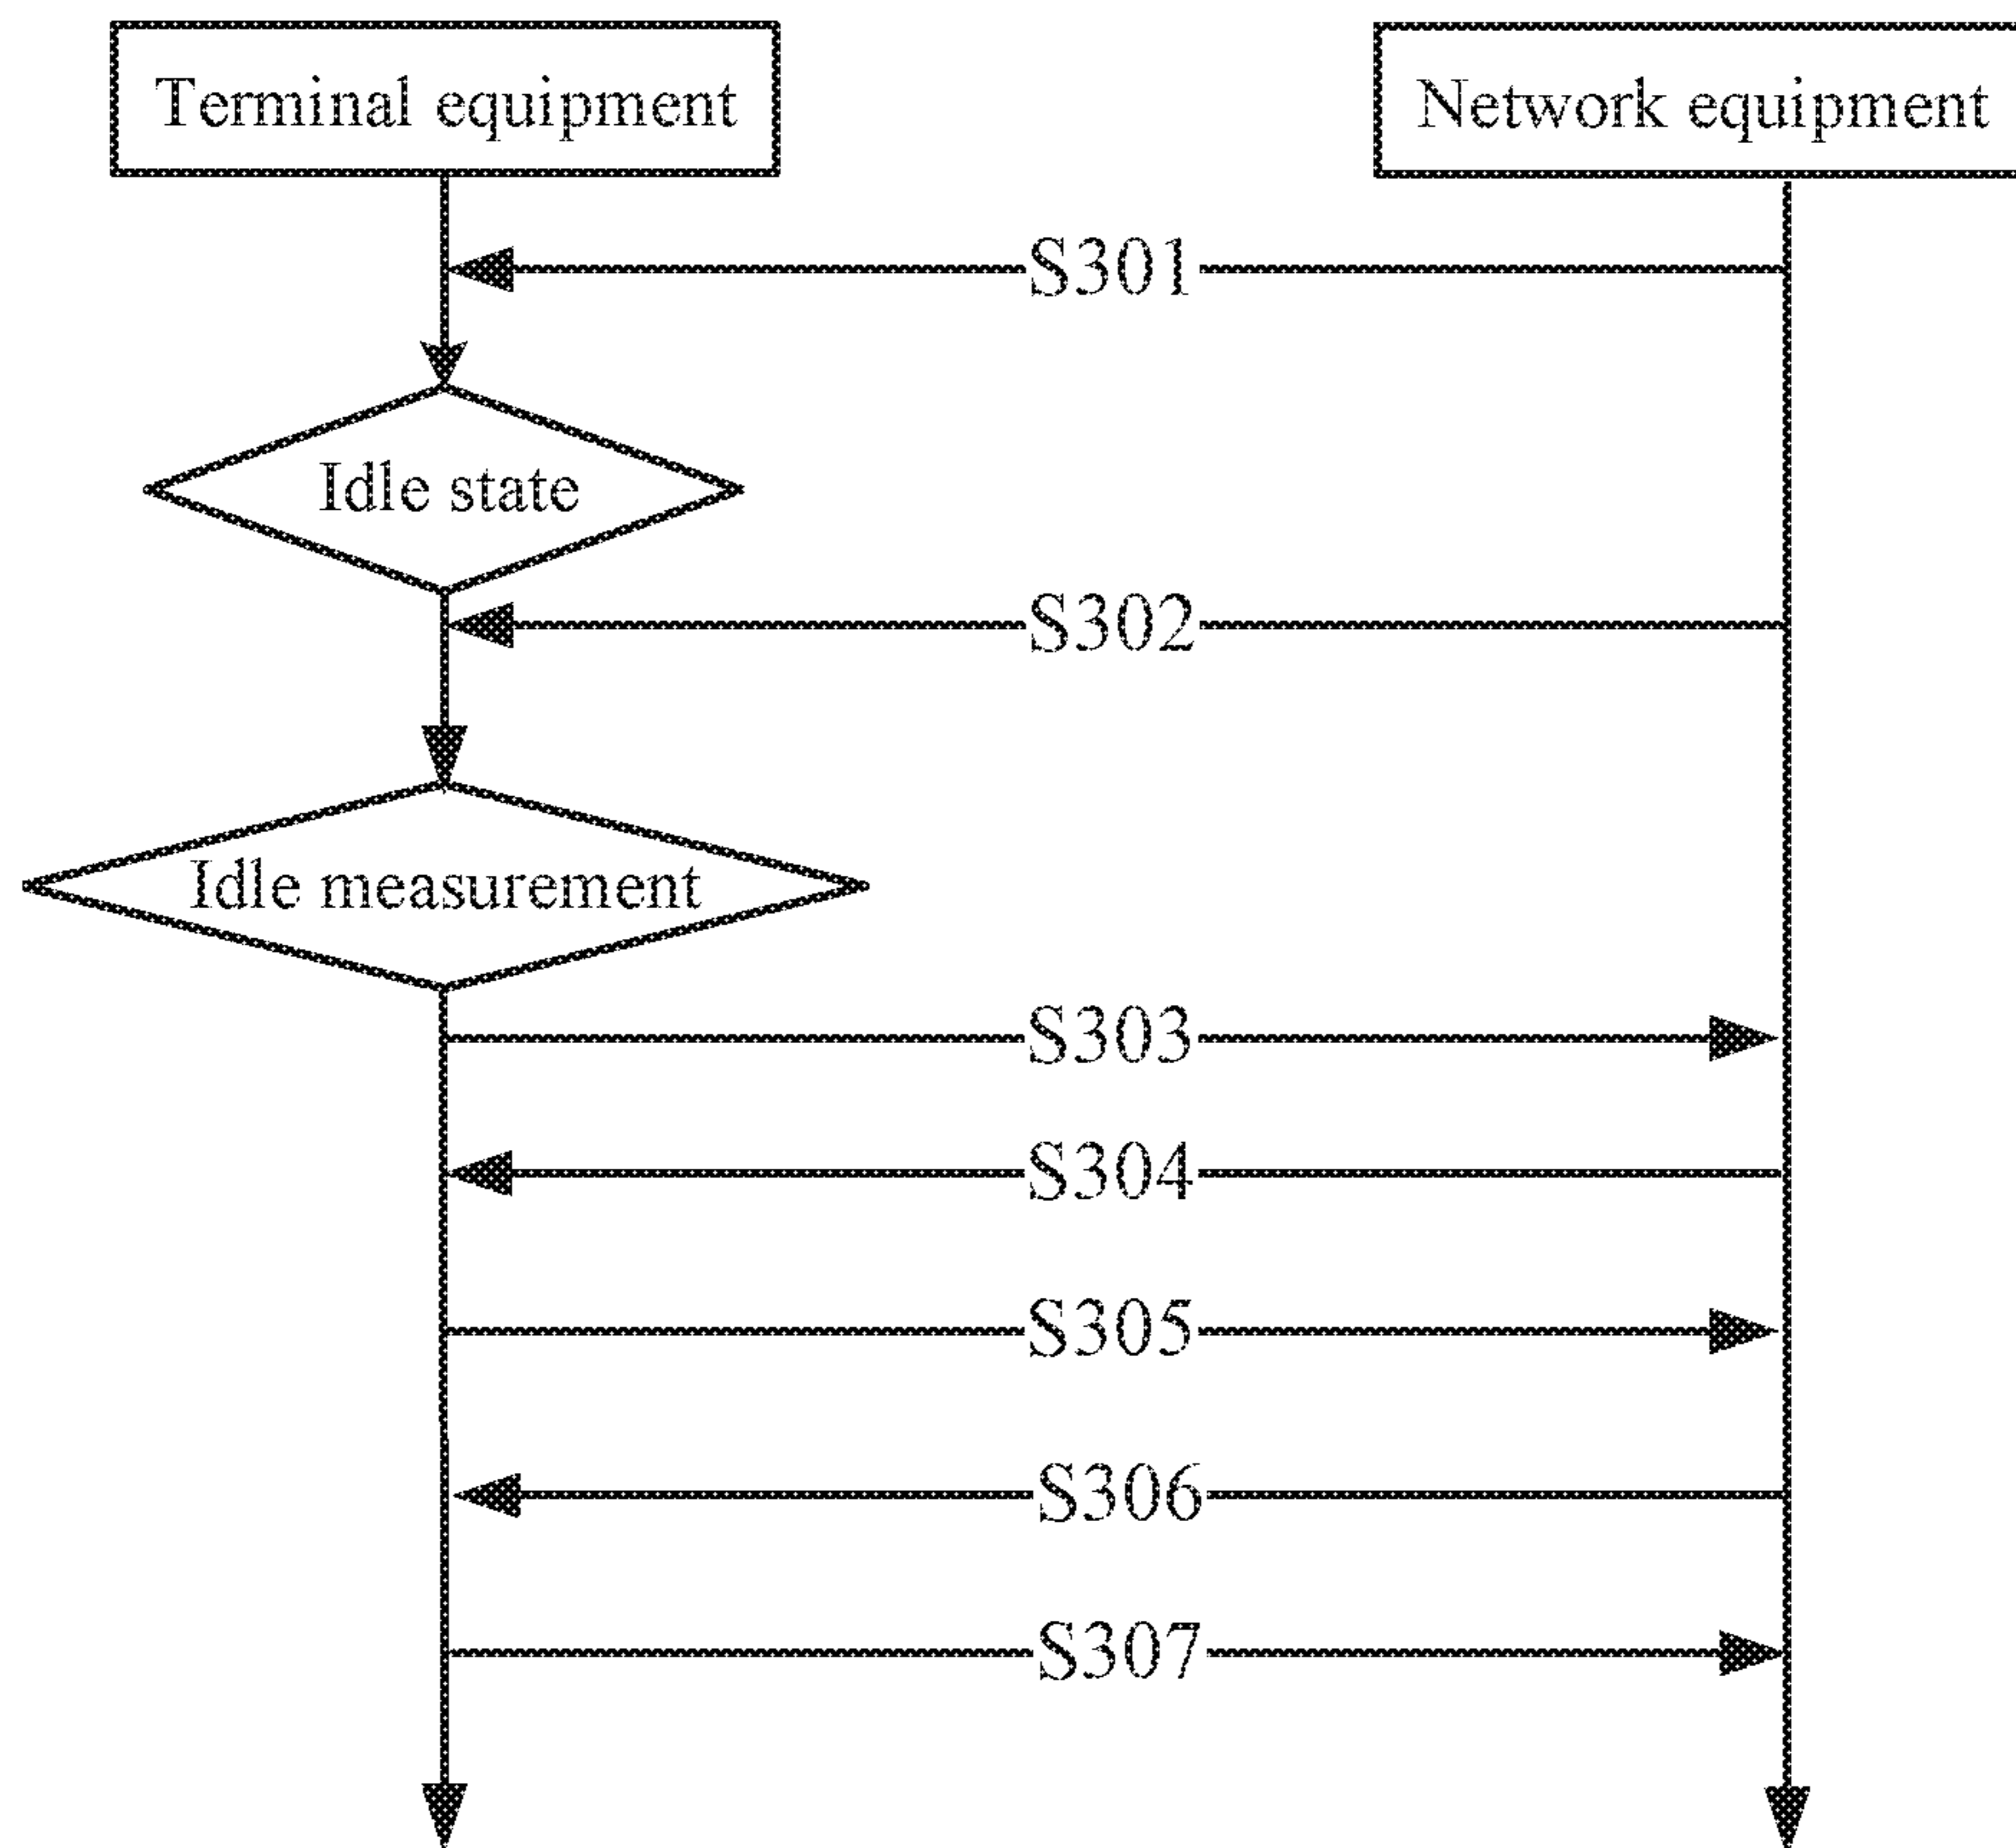 Terminal equipment
Network equipment
S301
Idle state
S302
Idle measurement
S303
S304
S305
S306
S307